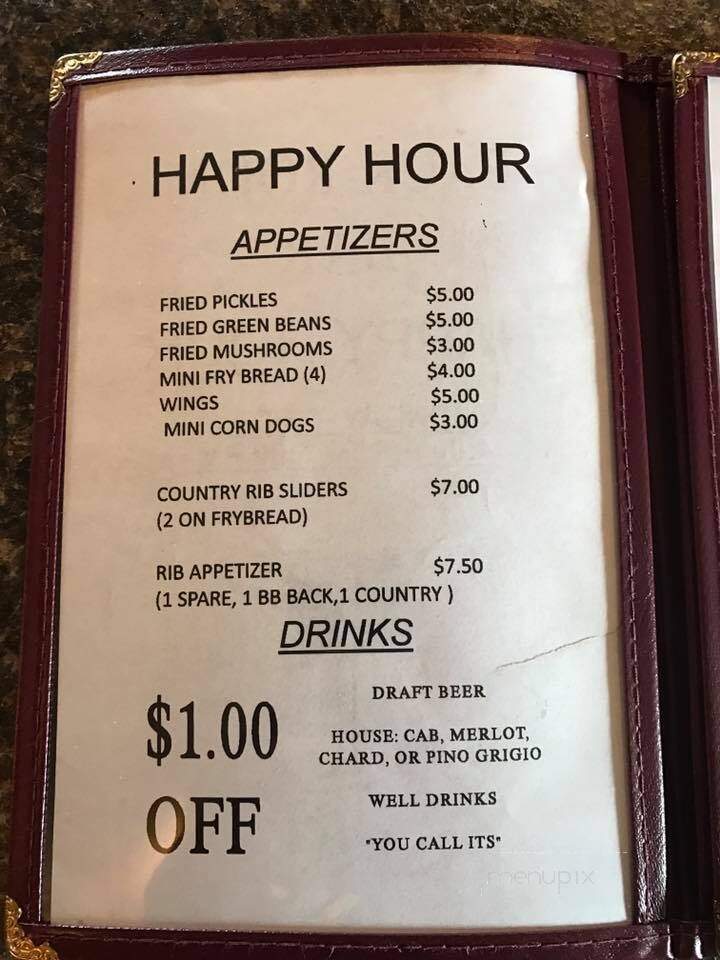 HAPPY HOUR
APPETIZERS
FRIED PICKLES $5.00
FRIED GREEN BEANS $5.00
FRIED MUSHROOMS $3.00
MINI FRY BREAD (4) $4.00
WINGS $5.00
MINI CORN DOGS $3.00
COUNTRY RIB SLIDERS $7.00
(2 ON FRYBREAD)
RIB APPETIZER $7.50
(1 SPARE, 1 BB BACK,1 COUNTRY )
DRINKS
$1.00
OFF
DRAFT BEER
HOUSE: CAB, MERLOT,
CHARD, OR PINO GRIGIO
WELL DRINKS
"YOU CALL ITS"
menupix